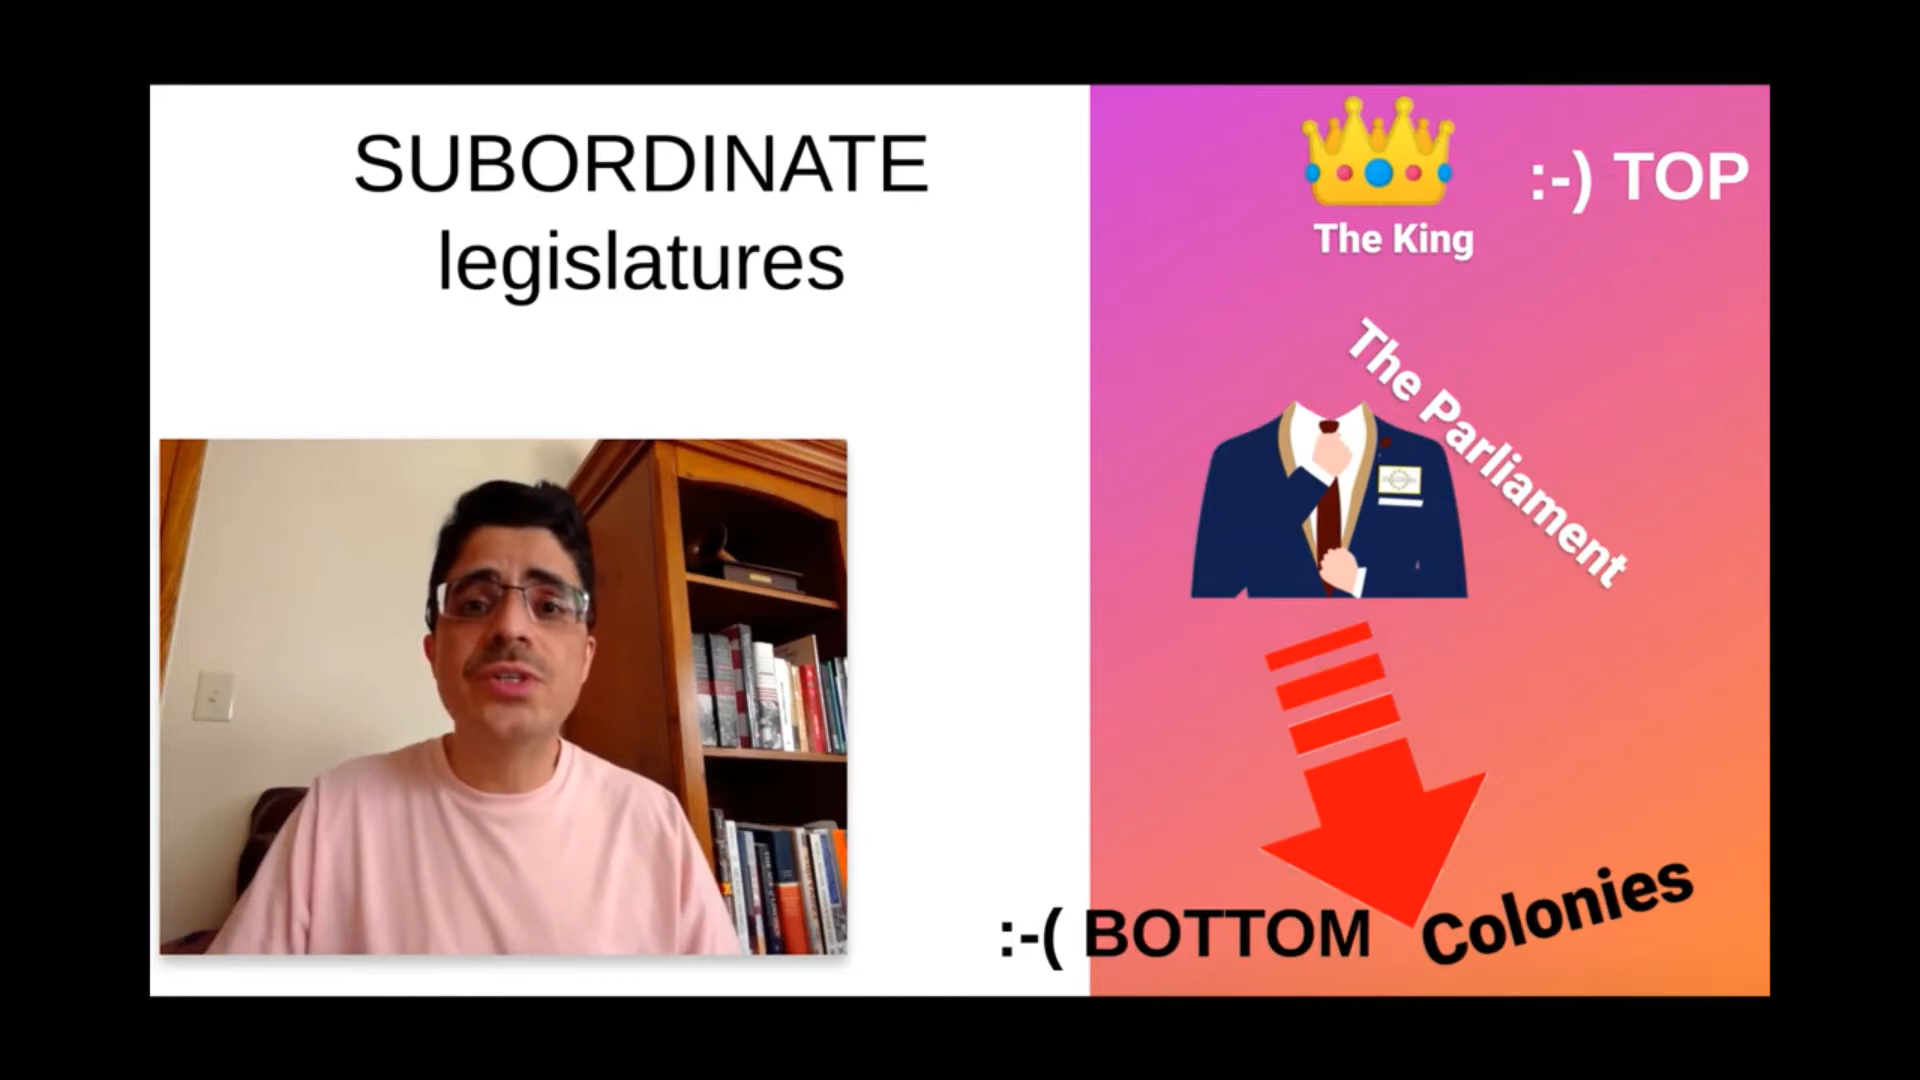 SUBORDINATE
legislatures
:-) TOP
The King
The Parliament
:-( BOTTOM
Colonies